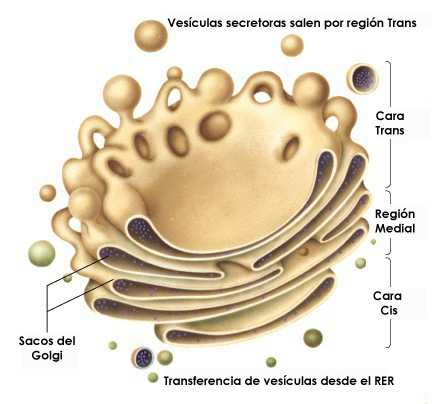 Vesículas secretoras salen por región Trans
Cara
Trans
Región
Medial
Cara
Cis
Sacos del
Golgi
Transferencia de vesículas desde el RER